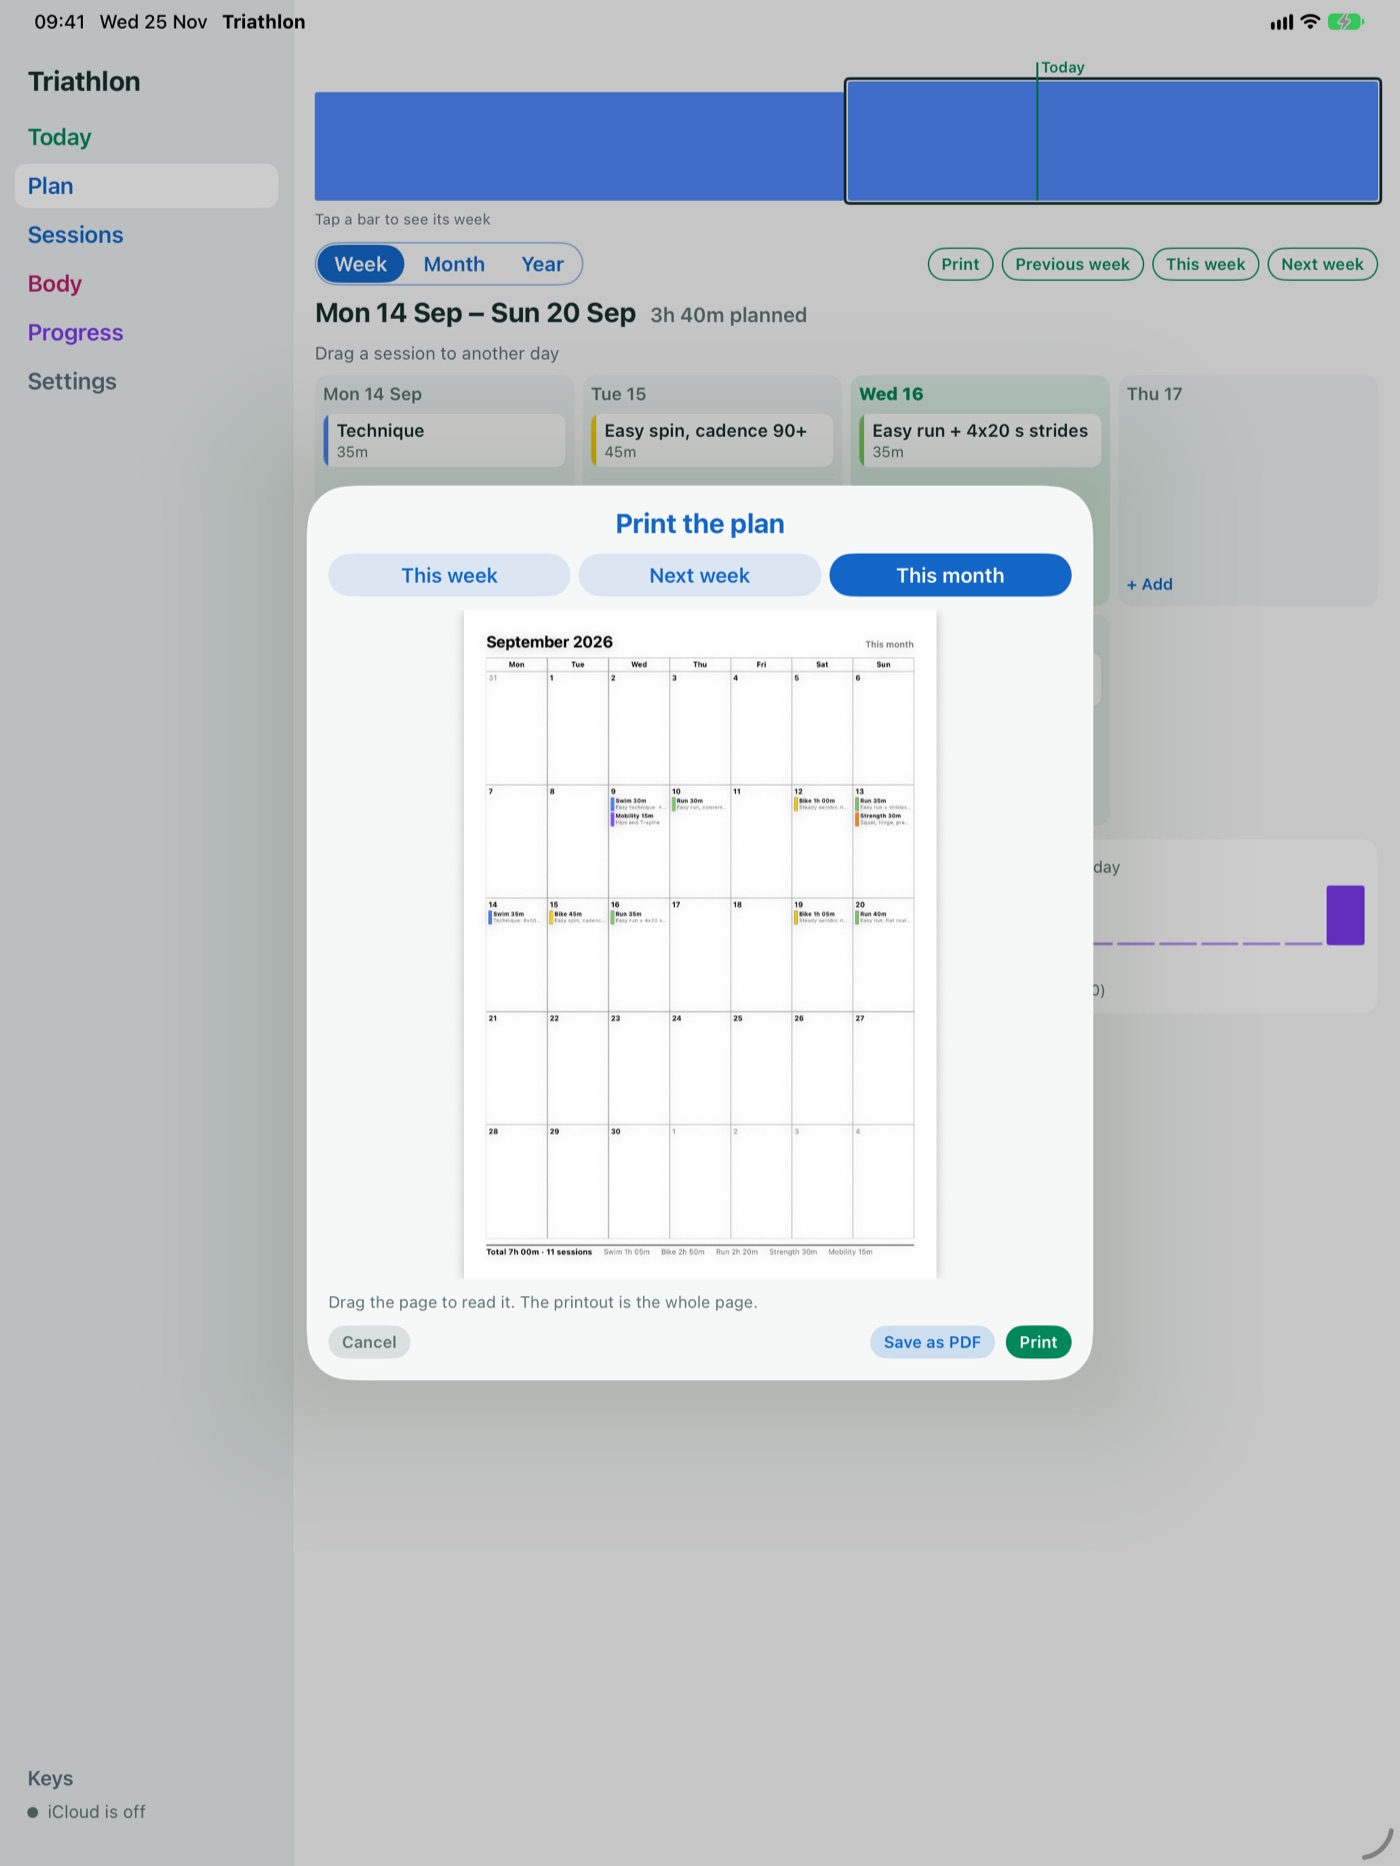 09:41 Wed 25 Nov Triathlon
Triathlon
Today
Plan
Sessions
Body
Progress
Settings
Keys
iCloud is off
Today
Tap a bar to see its week
Week Month Year
Print Previous week This week Next week
Mon 14 Sep – Sun 20 Sep 3h 40m planned
Drag a session to another day
Mon 14 Sep Tue 15 Wed 16 Thu 17
Technique
35m
Easy spin, cadence 90+
45m
Easy run + 4x20 s strides
35m
+ Add
day
0)
Print the plan
This week Next week This month
September 2026 This month
Mon Tue Wed Thu Fri Sat Sun
31 1 2 3 4 5 6
7 8 9 10 11 12 13
Swim 30m Run 30m Bike 1h 00m Run 35m
Mobility 15m Strength 30m
Hips and T-spine
14 15 16 17 18 19 20
Swim 35m Bike 45m Run 35m Bike 1h 05m Run 40m
21 22 23 24 25 26 27
28 29 30 1 2 3 4
Total 7h 00m · 11 sessions Swim 1h 05m Bike 2h 50m Run 2h 20m Strength 30m Mobility 15m
Drag the page to read it. The printout is the whole page.
Cancel Save as PDF Print